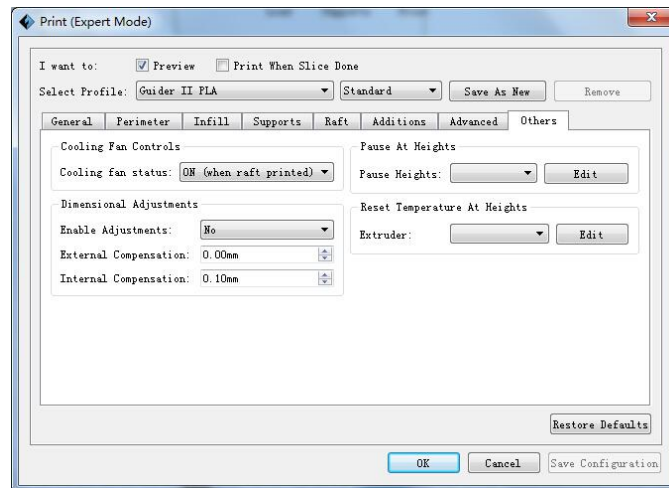 Print (Expert Mode)
I want to: Preview Print When Slice Done
Select Profile: Guider II PLA Standard Save As New Remove
General Perimeter Infill Supports Raft Additions Advanced Others
Cooling Fan Controls
Cooling fan status: ON (when raft printed)
Dimensional Adjustments
Enable Adjustments: No
External Compensation: 0.00mm
Internal Compensation: 0.10mm
Pause At Heights
Pause Heights: Edit
Reset Temperature At Heights
Extruder: Edit
Restore Defaults
OK Cancel Save Configuration